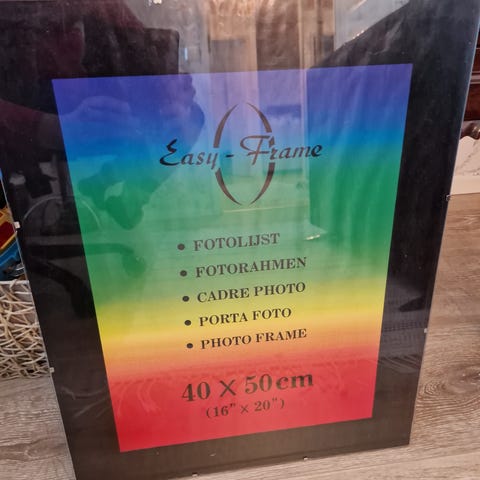 Easy-Frame
• FOTOLIJST
• FOTORAHMEN
• CADRE PHOTO
• PORTA FOTO
• PHOTO FRAME
40 X 50 cm
(16" X 20")